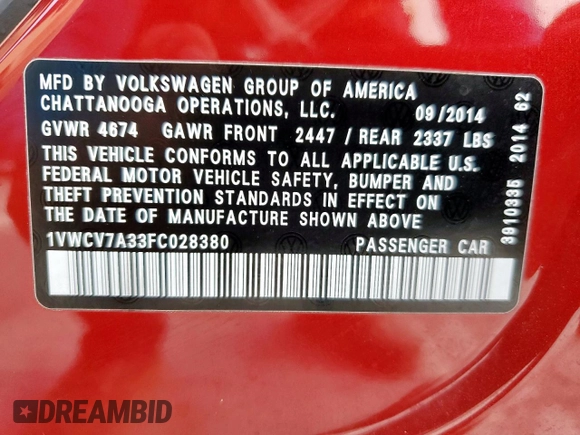 MFD BY VOLKSWAGEN GROUP OF AMERICA
CHATTANOOGA OPERATIONS, LLC. 09/2014
GVWR 4674 GAWR FRONT 2447 / REAR 2337 LBS
THIS VEHICLE CONFORMS TO ALL APPLICABLE U.S.
FEDERAL MOTOR VEHICLE SAFETY, BUMPER AND
THEFT PREVENTION STANDARDS IN EFFECT ON
DATE OF MANUFACTURE SHOWN ABOVE
1VWCV7A33FC028380 PASSENGER CAR
3910335 2014 62
DREAMBID